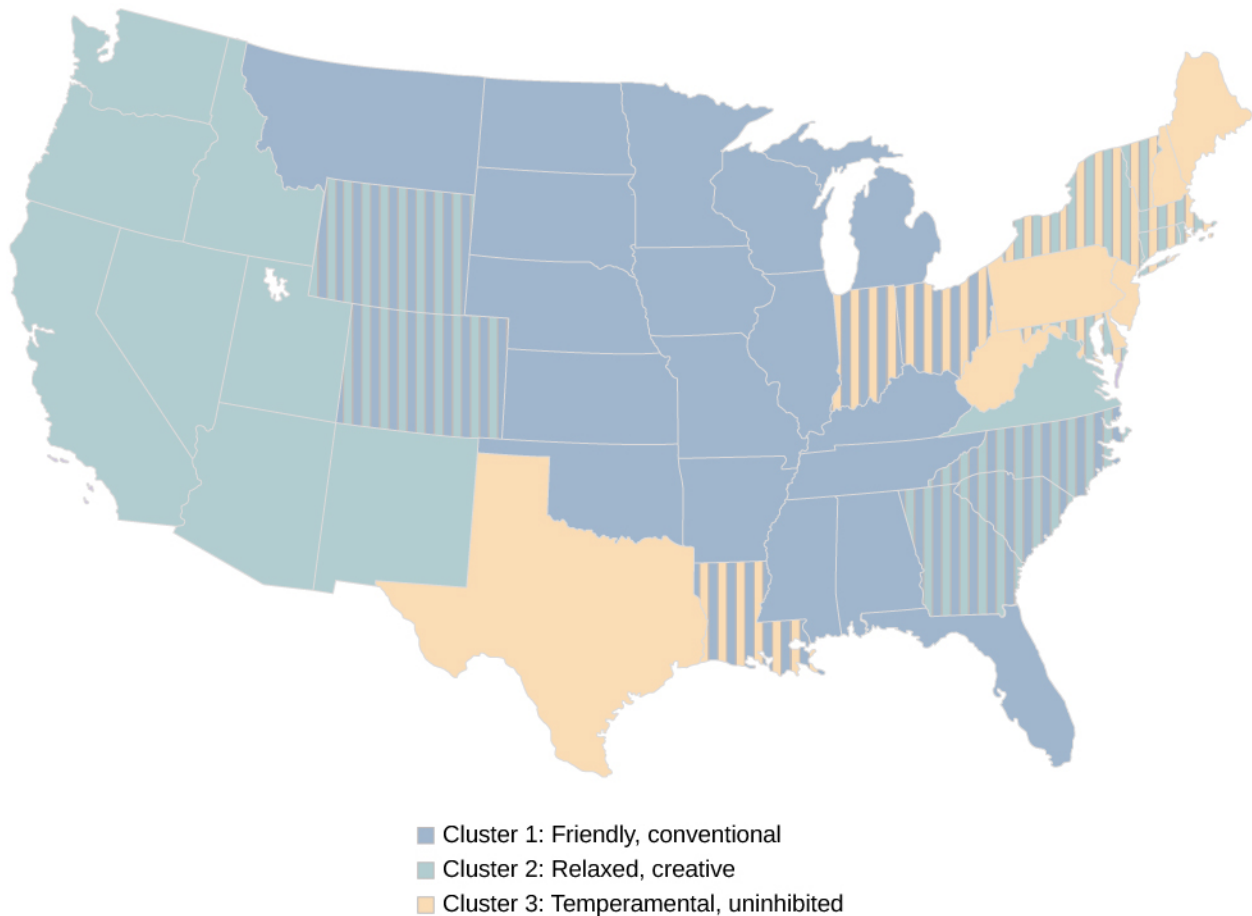 Cluster 1: Friendly, conventional
Cluster 2: Relaxed, creative
Cluster 3: Temperamental, uninhibited